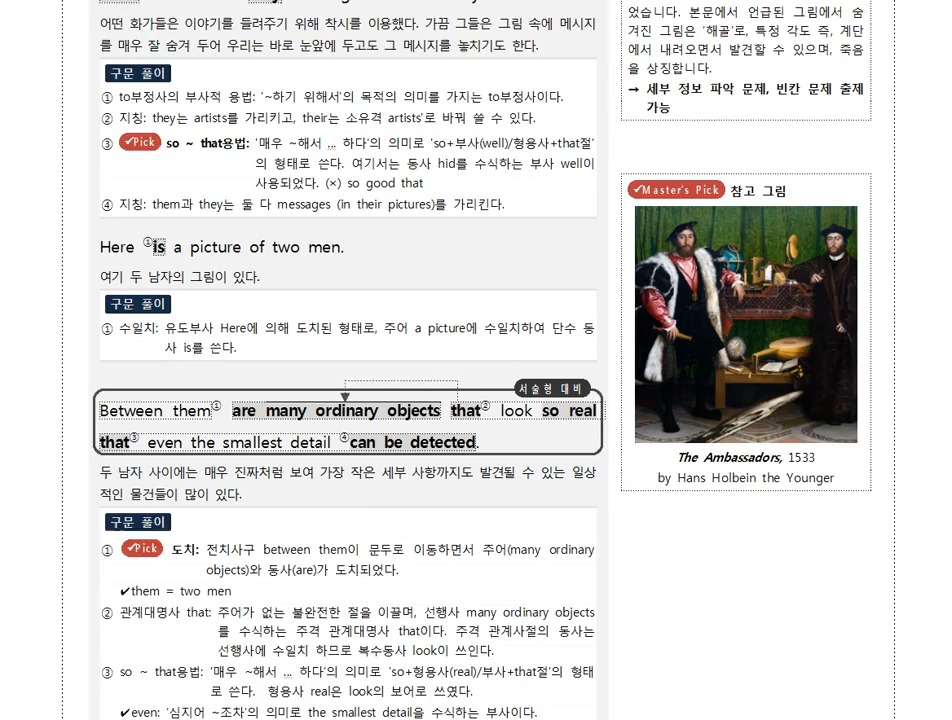 어떤 화가들은 이야기를 들려주기 위해 착시를 이용했다. 가끔 그들은 그림 속에 메시지
를 매우 잘 숨겨 두어 우리는 바로 눈앞에 두고도 그 메시지를 놓치기도 한다.
구문 풀이
① to부정사의 부사적 용법: '~하기 위해서'의 목적의 의미를 가지는 to부정사이다.
② 지칭: they는 artists를 가리키고, their는 소유격 artists'로 바꿔 쓸 수 있다.
③ ✔Pick so ~ that용법: '매우 ~해서 … 하다'의 의미로 'so+부사(well)/형용사+that절'
의 형태로 쓴다. 여기서는 동사 hid를 수식하는 부사 well이
사용되었다. (×) so good that
④ 지칭: them과 they는 둘 다 messages (in their pictures)를 가리킨다.
Here ①is a picture of two men.
여기 두 남자의 그림이 있다.
구문 풀이
① 수일치: 유도부사 Here에 의해 도치된 형태로, 주어 a picture에 수일치하여 단수 동
사 is를 쓴다.
서술형 대비
Between them① are many ordinary objects that② look so real
that③ even the smallest detail ④can be detected.
두 남자 사이에는 매우 진짜처럼 보여 가장 작은 세부 사항까지도 발견될 수 있는 일상
적인 물건들이 많이 있다.
구문 풀이
① ✔Pick 도치: 전치사구 between them이 문두로 이동하면서 주어(many ordinary
objects)와 동사(are)가 도치되었다.
✔them = two men
② 관계대명사 that: 주어가 없는 불완전한 절을 이끌며, 선행사 many ordinary objects
를 수식하는 주격 관계대명사 that이다. 주격 관계사절의 동사는
선행사에 수일치 하므로 복수동사 look이 쓰인다.
③ so ~ that용법: '매우 ~해서 … 하다'의 의미로 'so+형용사(real)/부사+that절'의 형태
로 쓴다. 형용사 real은 look의 보어로 쓰였다.
✔even: '심지어 ~조차'의 의미로 the smallest detail을 수식하는 부사이다.
었습니다. 본문에서 언급된 그림에서 숨
겨진 그림은 '해골'로, 특정 각도 즉, 계단
에서 내려오면서 발견할 수 있으며, 죽음
을 상징합니다.
→ 세부 정보 파악 문제, 빈칸 문제 출제
가능
✔Master's Pick 참고 그림
The Ambassadors, 1533
by Hans Holbein the Younger